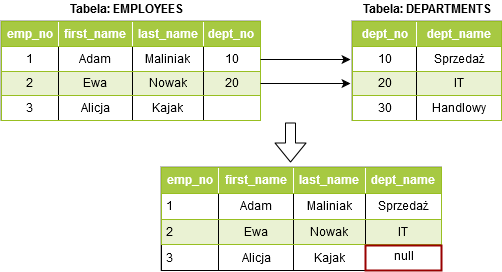 Tabela: EMPLOYEES Tabela: DEPARTMENTS
emp_no first_name last_name dept_no dept_no dept_name
1 Adam Maliniak 10 10 Sprzedaż
2 Ewa Nowak 20 20 IT
3 Alicja Kajak 30 Handlowy
emp_no first_name last_name dept_name
1 Adam Maliniak Sprzedaż
2 Ewa Nowak IT
3 Alicja Kajak null